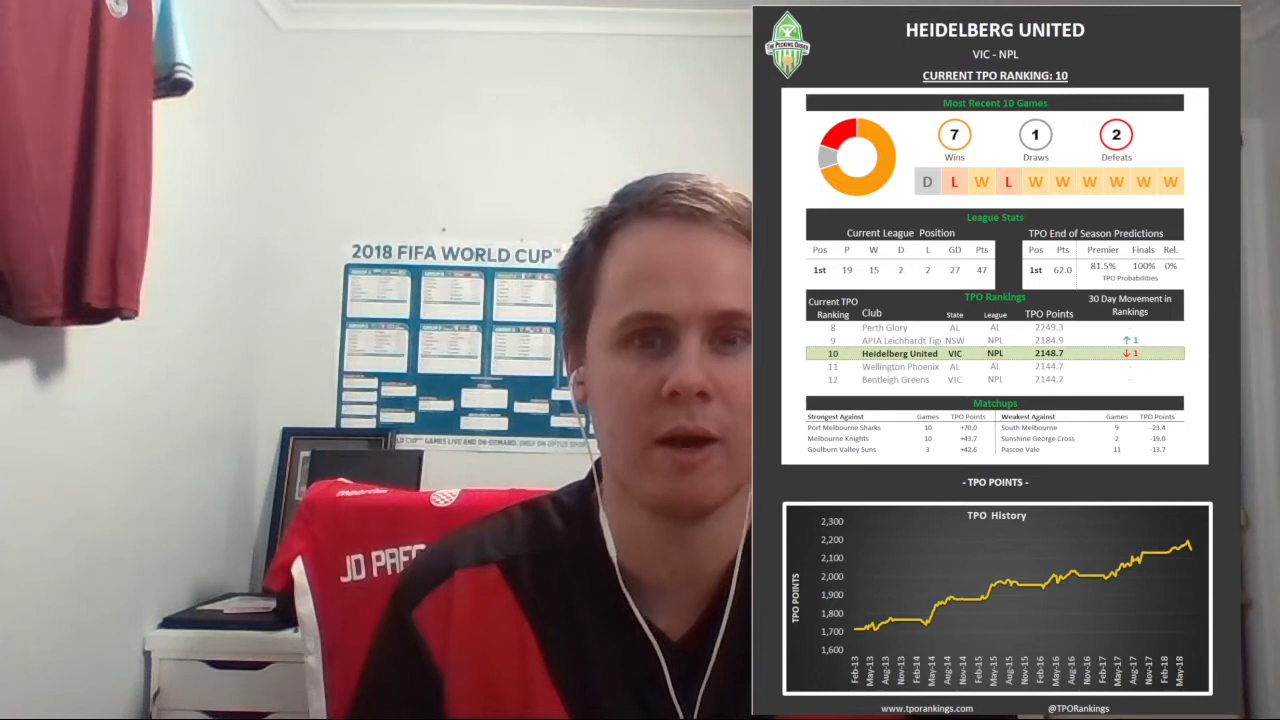 2018 FIFA WORLD CUP
JD
THE PECKING ORDER
HEIDELBERG UNITED
VIC - NPL
CURRENT TPO RANKING: 10
Most Recent 10 Games
7 1 2
Wins Draws Defeats
D L W L W W W W W W
League Stats
Current League Position TPO End of Season Predictions
Pos P W D L GD Pts Pos Pts Premier Finals Rel.
1st 19 15 2 2 27 47 1st 62.0 81.5% 100% 0%
TPO Probabilities
TPO Rankings
Current TPO Ranking Club State League TPO Points 30 Day Movement in Rankings
8 Perth Glory AL AL 2249.3 -
9 APIA Leichhardt Tig NSW NPL 2184.9 ↑ 1
10 Heidelberg United VIC NPL 2148.7 ↓ 1
11 Wellington Phoenix AL AL 2144.7 -
12 Bentleigh Greens VIC NPL 2144.2 -
Matchups
Strongest Against Games TPO Points Weakest Against Games TPO Points
Port Melbourne Sharks 10 +70.0 South Melbourne 9 -23.4
Melbourne Knights 10 +43.7 Sunshine George Cross 2 -19.0
Goulburn Valley Suns 3 +42.6 Pascoe Vale 11 -13.7
- TPO POINTS -
TPO History
TPO POINTS
2,300
2,200
2,100
2,000
1,900
1,800
1,700
1,600
Feb-13 May-13 Aug-13 Nov-13 Feb-14 May-14 Aug-14 Nov-14 Feb-15 May-15 Aug-15 Nov-15 Feb-16 May-16 Aug-16 Nov-16 Feb-17 May-17 Aug-17 Nov-17 Feb-18 May-18
www.tporankings.com @TPORankings